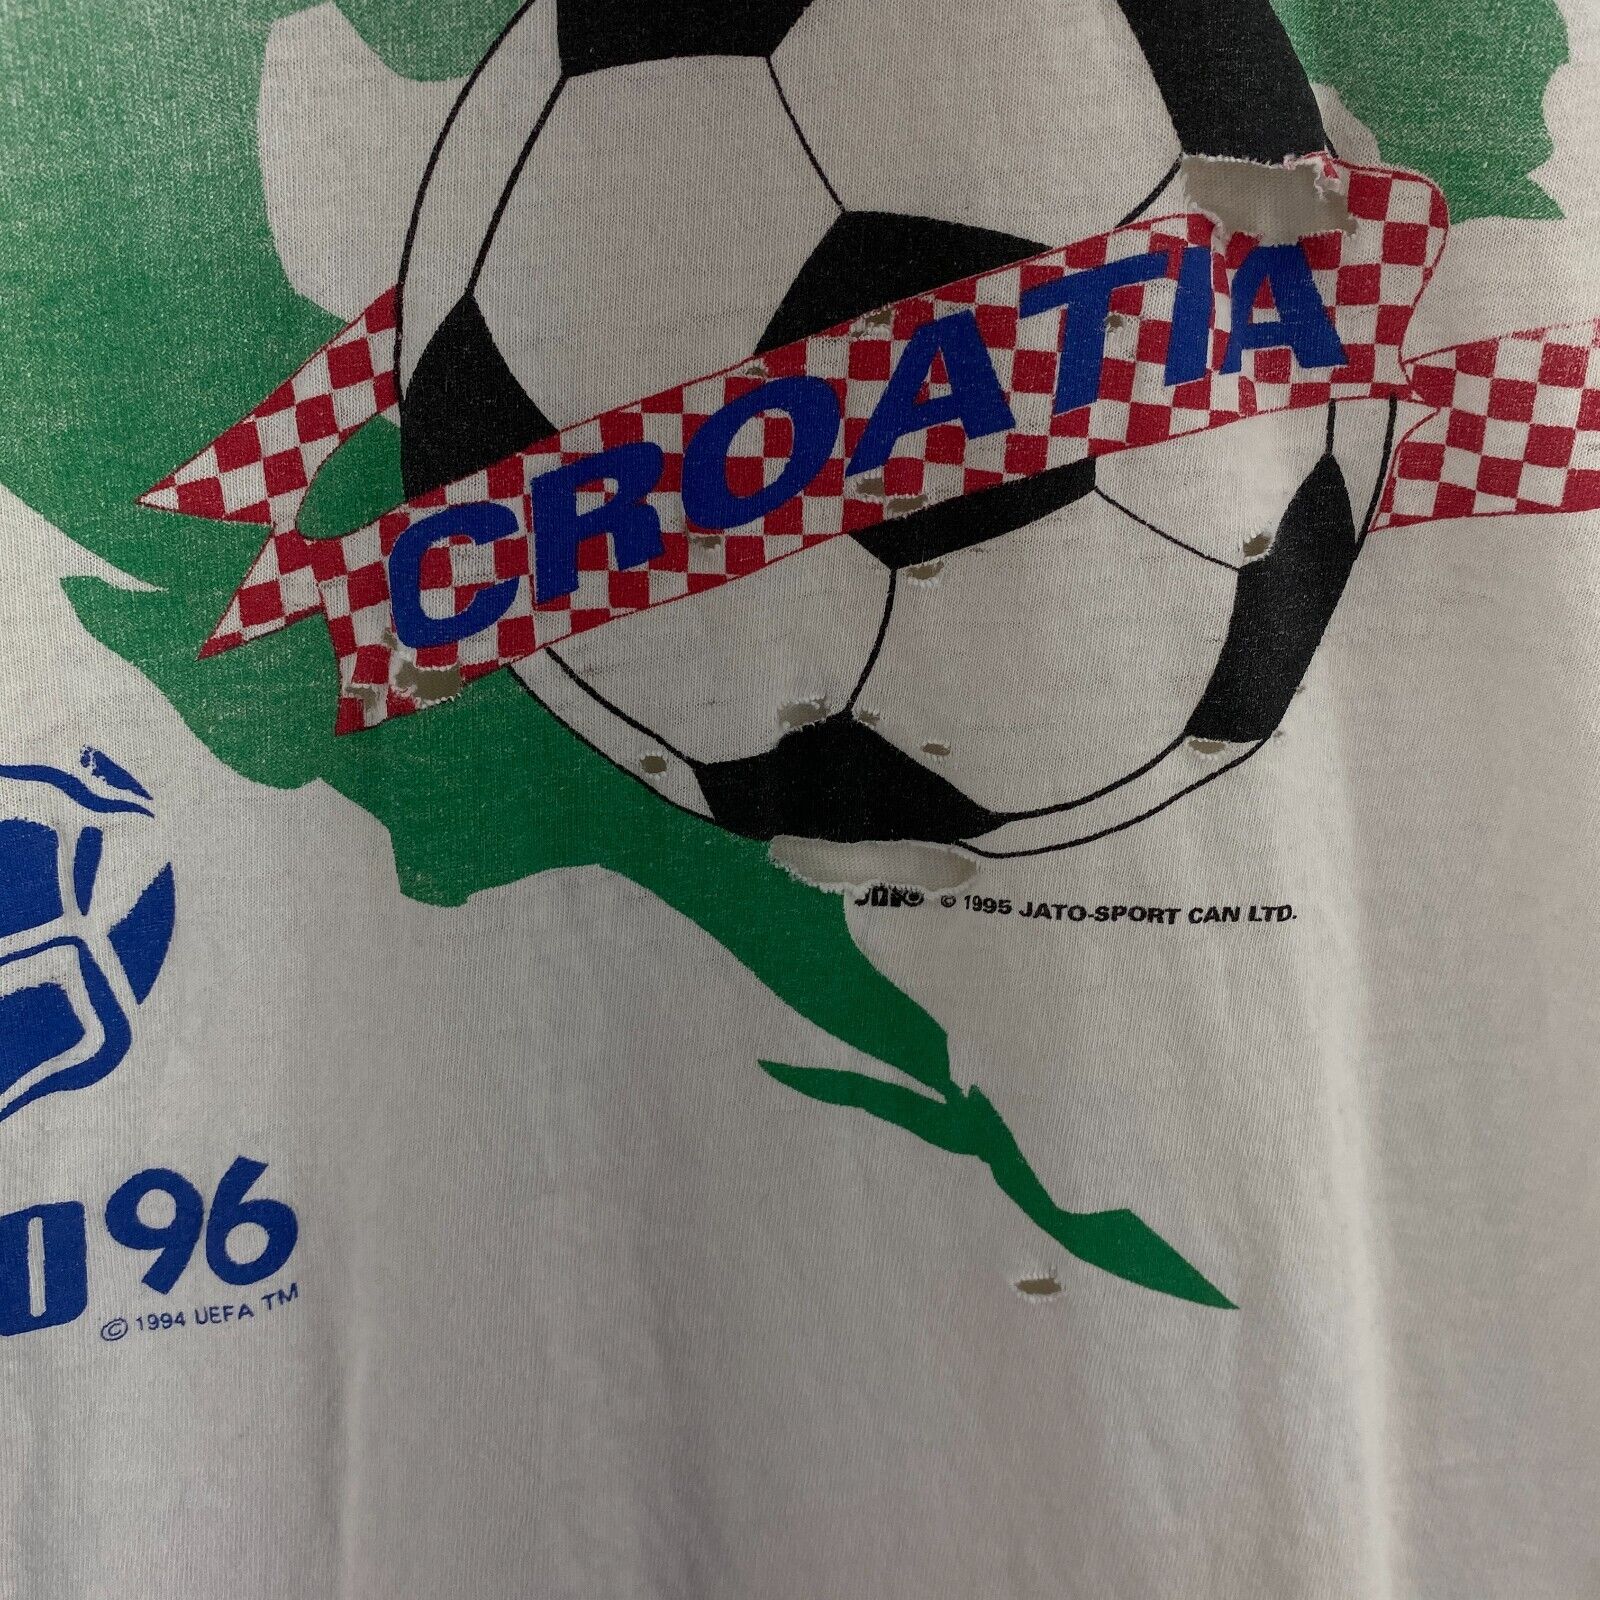 CROATIA
© 1995 JATO-SPORT CAN LTD.
96
© 1994 UEFA TM